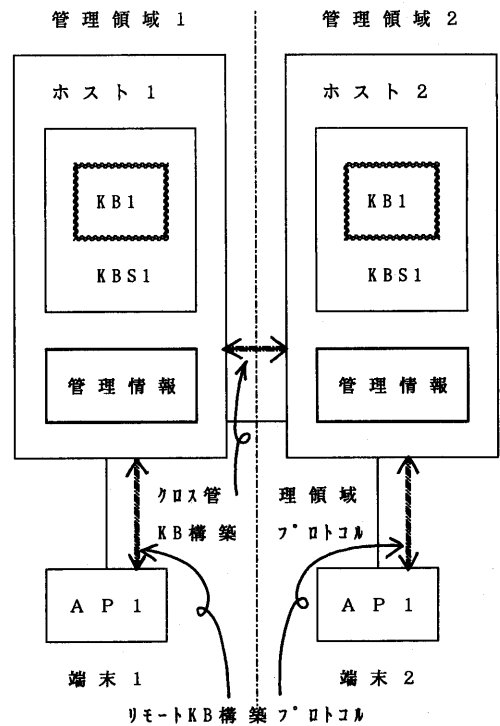 管理領域1 管理領域2
ホスト1 ホスト2
KB1 KB1
KBS1 KBS1
管理情報 管理情報
クロス管理領域
KB構築プロトコル
AP1 AP1
端末1 端末2
リモートKB構築プロトコル